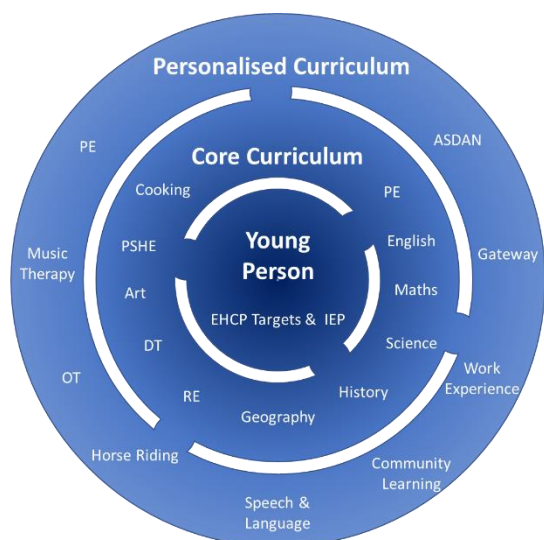 Personalised Curriculum
PE
ASDAN
Core Curriculum
Cooking
PE
Music
Therapy
PSHE
Young
Person
English
Gateway
Art
Maths
EHCP Targets & IEP
DT
Science
OT
Work
Experience
RE
History
Geography
Horse Riding
Community
Learning
Speech &
Language